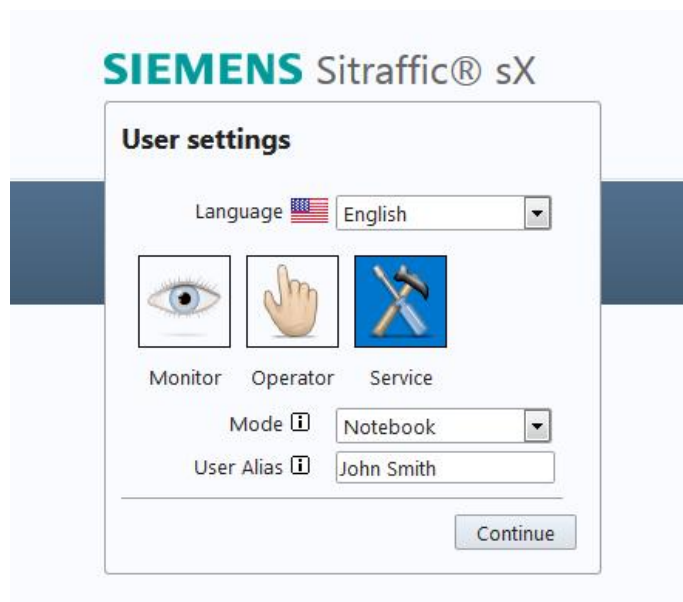 SIEMENS Sitraffic® sX
User settings
Language English
Monitor Operator Service
Mode i Notebook
User Alias i John Smith
Continue